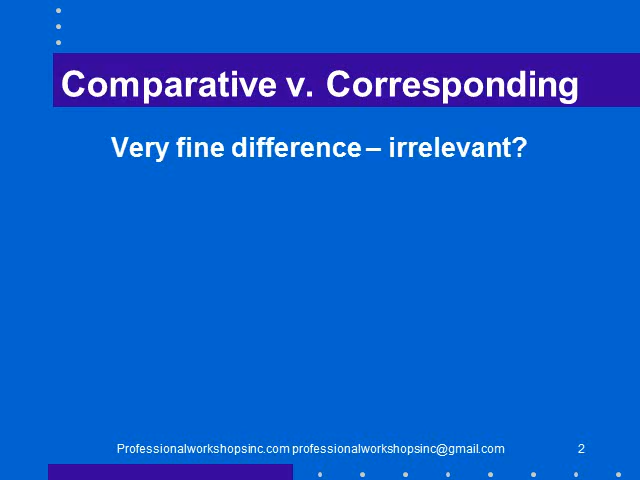 Comparative v. Corresponding
Very fine difference – irrelevant?
Professionalworkshopsinc.com professionalworkshopsinc@gmail.com 2